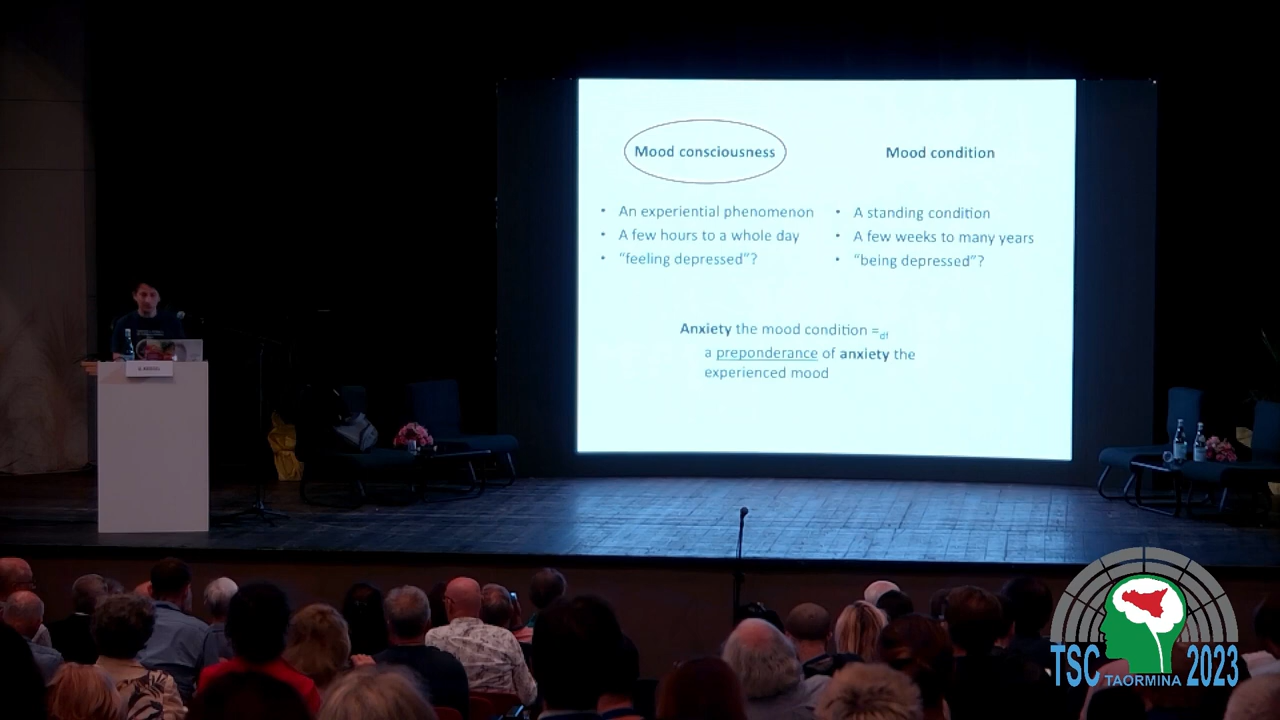 Mood consciousness
• An experiential phenomenon
• A few hours to a whole day
• "feeling depressed"?
Mood condition
• A standing condition
• A few weeks to many years
• "being depressed"?
Anxiety the mood condition =df
a preponderance of anxiety the
experienced mood
TSC TAORMINA 2023